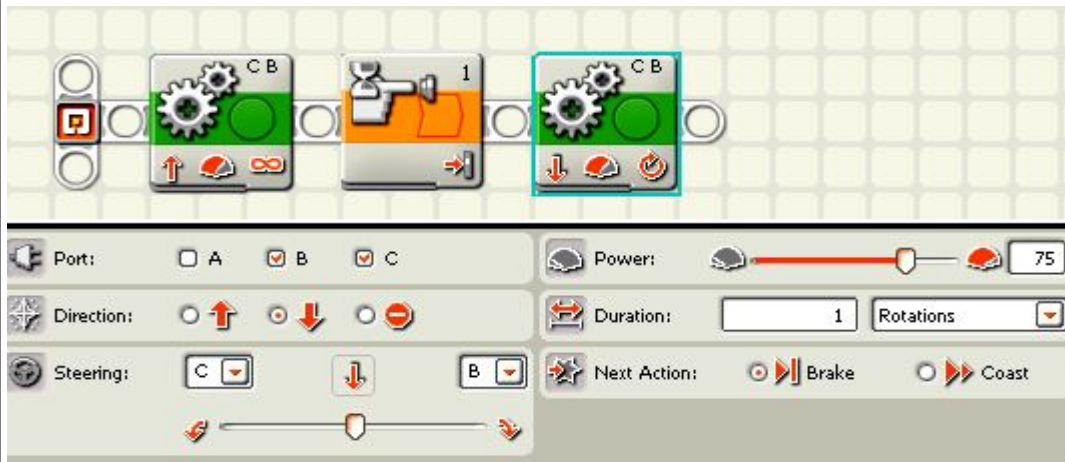 C B
1
C B
Port:
A
B
C
Power:
75
Direction:
Duration:
1
Rotations
Steering:
C
B
Next Action:
Brake
Coast